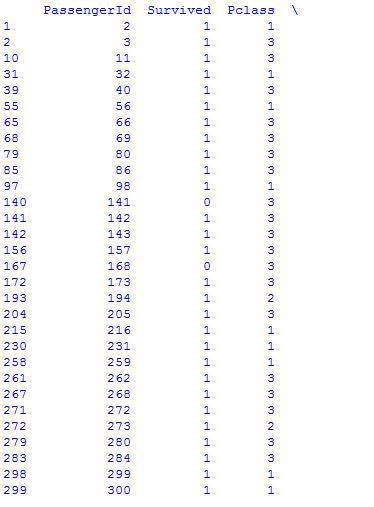 PassengerId Survived Pclass \
1 2 1 1
2 3 1 3
10 11 1 3
31 32 1 1
39 40 1 3
55 56 1 1
65 66 1 3
68 69 1 3
79 80 1 3
85 86 1 3
97 98 1 1
140 141 0 3
141 142 1 3
142 143 1 3
156 157 1 3
167 168 0 3
172 173 1 3
193 194 1 2
204 205 1 3
215 216 1 1
230 231 1 1
258 259 1 1
261 262 1 3
267 268 1 3
271 272 1 3
272 273 1 2
279 280 1 3
283 284 1 3
298 299 1 1
299 300 1 1